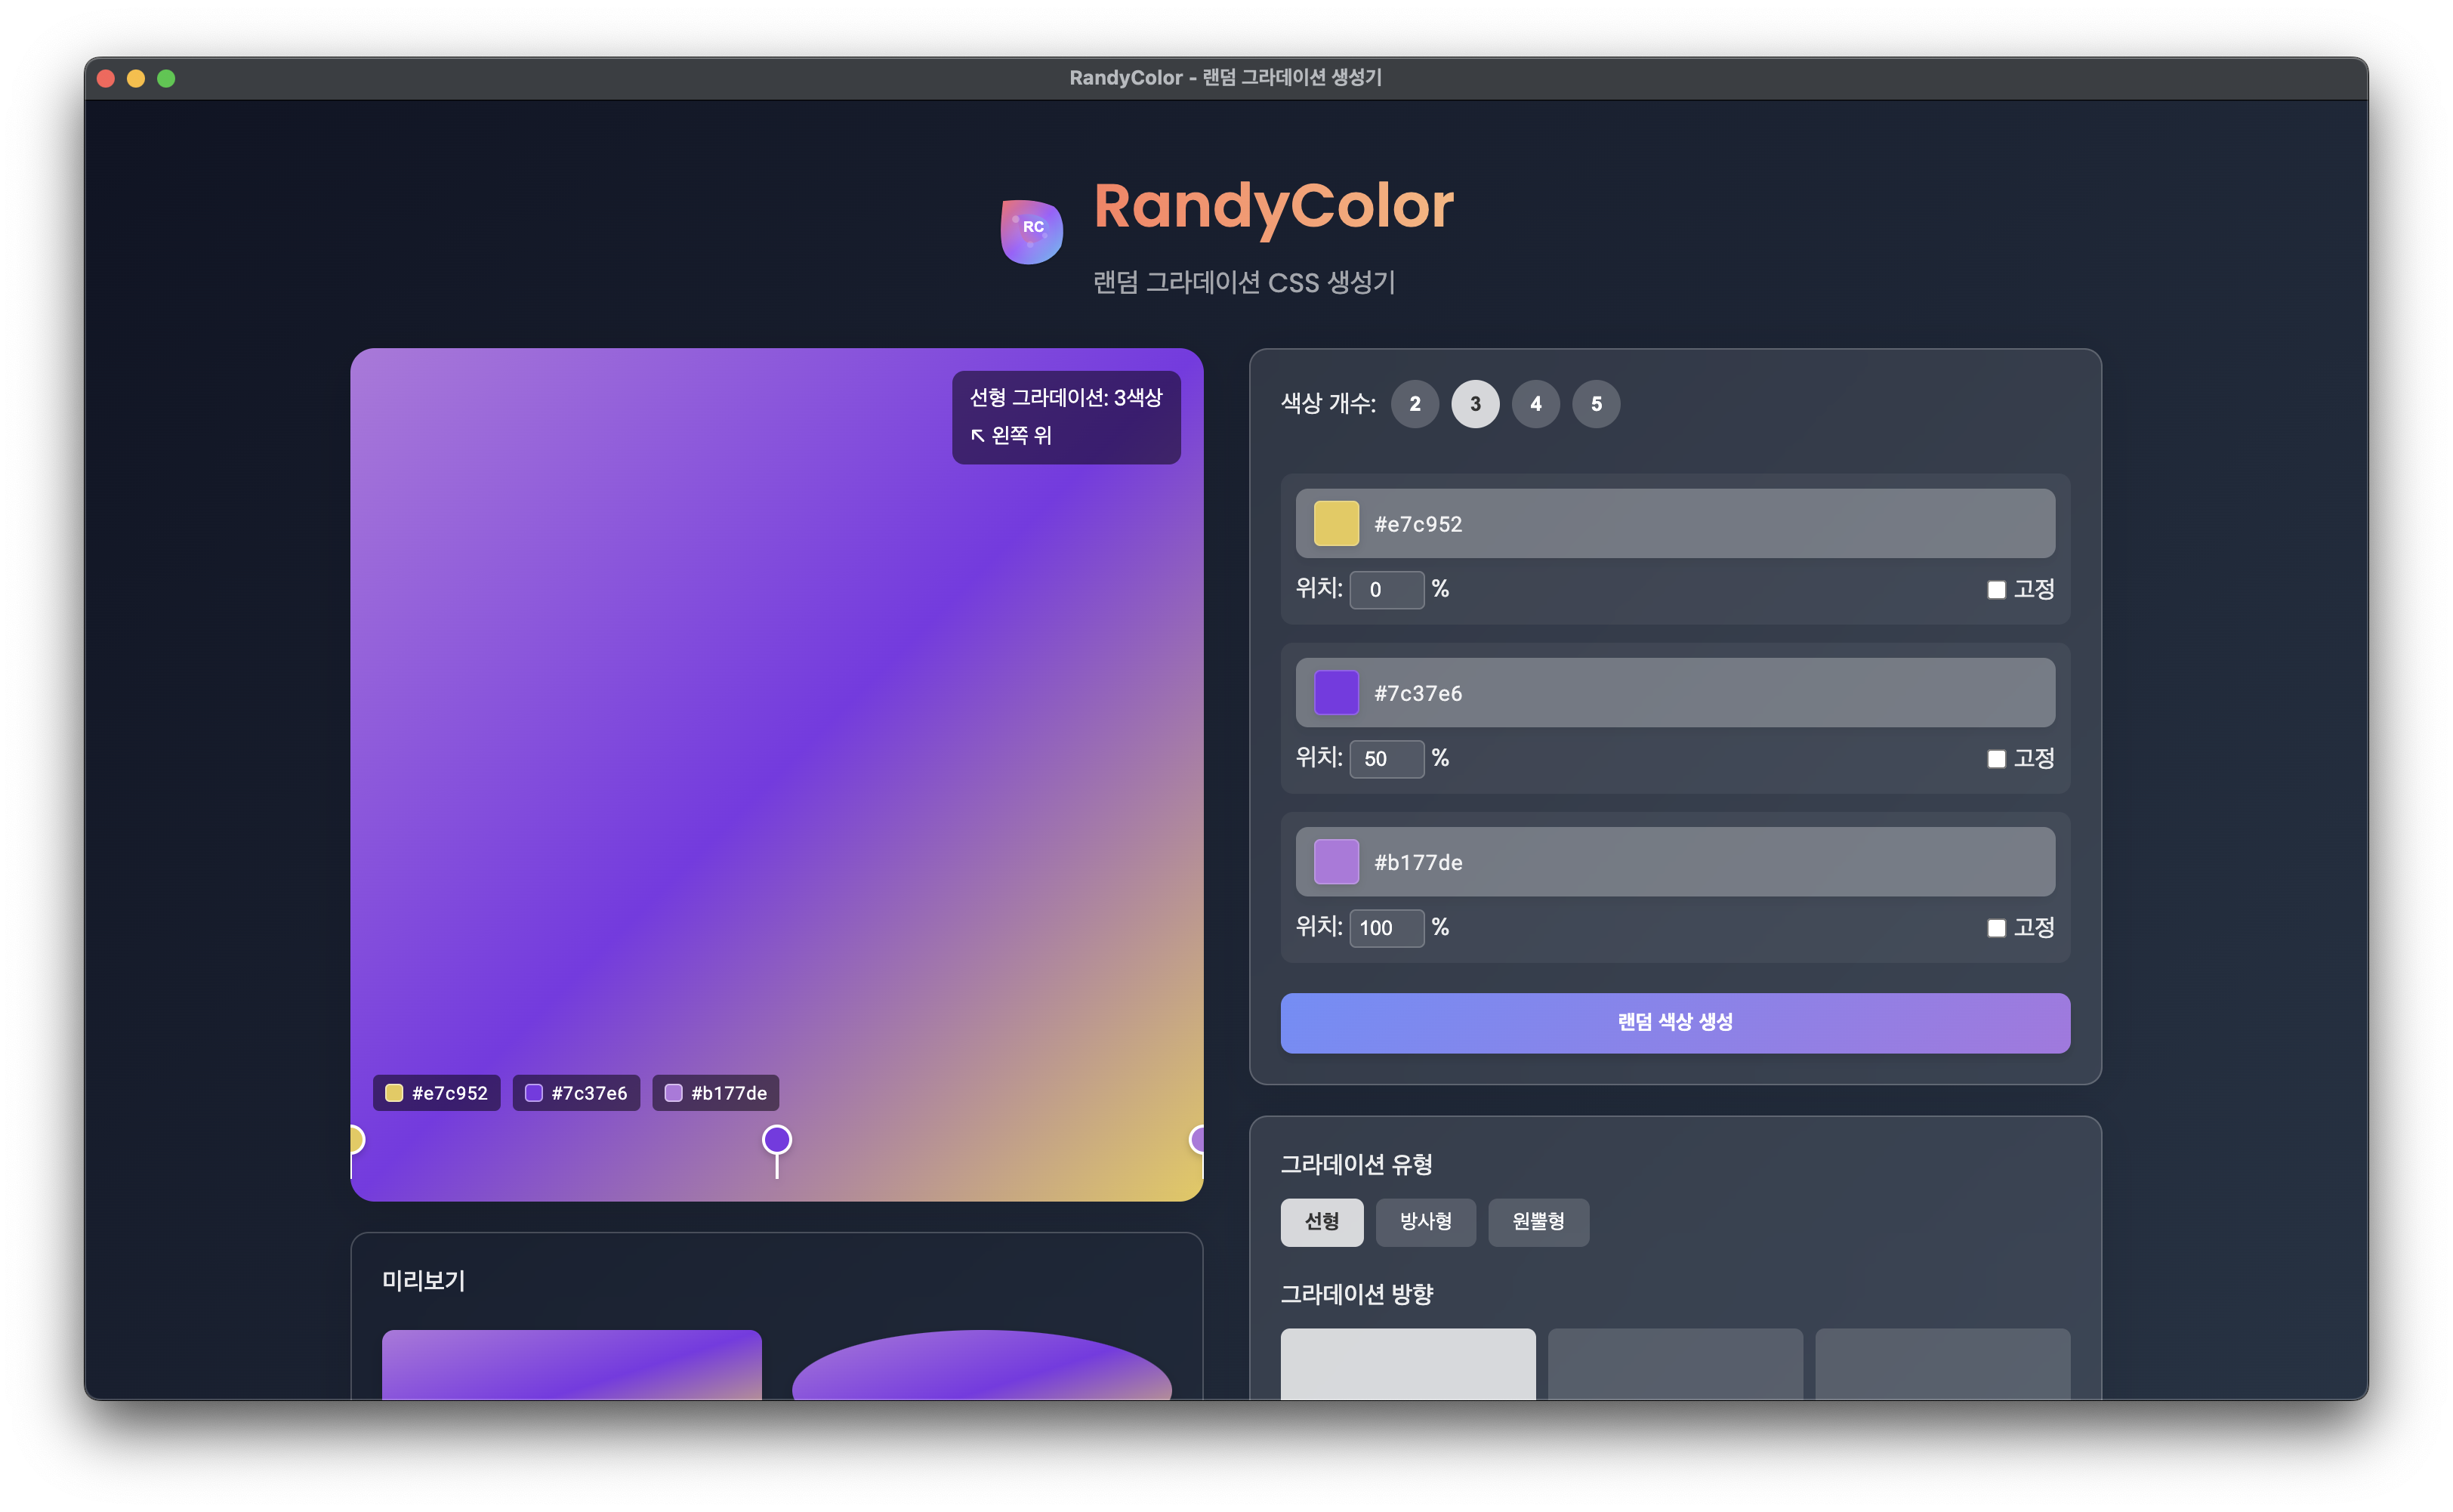 RandyColor - 랜덤 그라데이션 생성기
RC
RandyColor
랜덤 그라데이션 CSS 생성기
선형 그라데이션: 3색상
↖ 왼쪽 위
#e7c952
#7c37e6
#b177de
미리보기
색상 개수:
2
3
4
5
#e7c952
위치: 0 %
고정
#7c37e6
위치: 50 %
고정
#b177de
위치: 100 %
고정
랜덤 색상 생성
그라데이션 유형
선형
방사형
원뿔형
그라데이션 방향